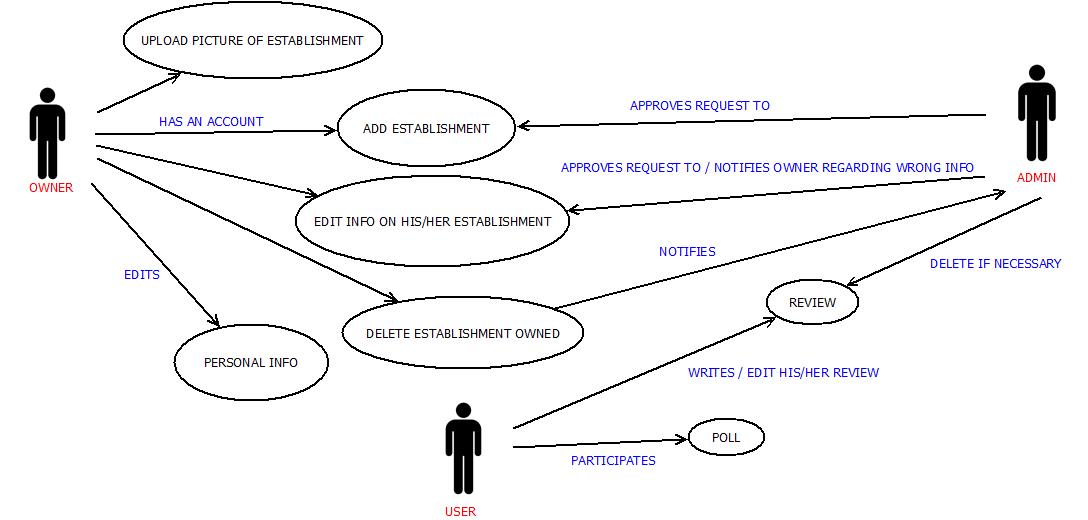 UPLOAD PICTURE OF ESTABLISHMENT
APPROVES REQUEST TO
HAS AN ACCOUNT
ADD ESTABLISHMENT
APPROVES REQUEST TO / NOTIFIES OWNER REGARDING WRONG INFO
ADMIN
OWNER
EDIT INFO ON HIS/HER ESTABLISHMENT
NOTIFIES
DELETE IF NECESSARY
EDITS
REVIEW
DELETE ESTABLISHMENT OWNED
PERSONAL INFO
WRITES / EDIT HIS/HER REVIEW
POLL
PARTICIPATES
USER